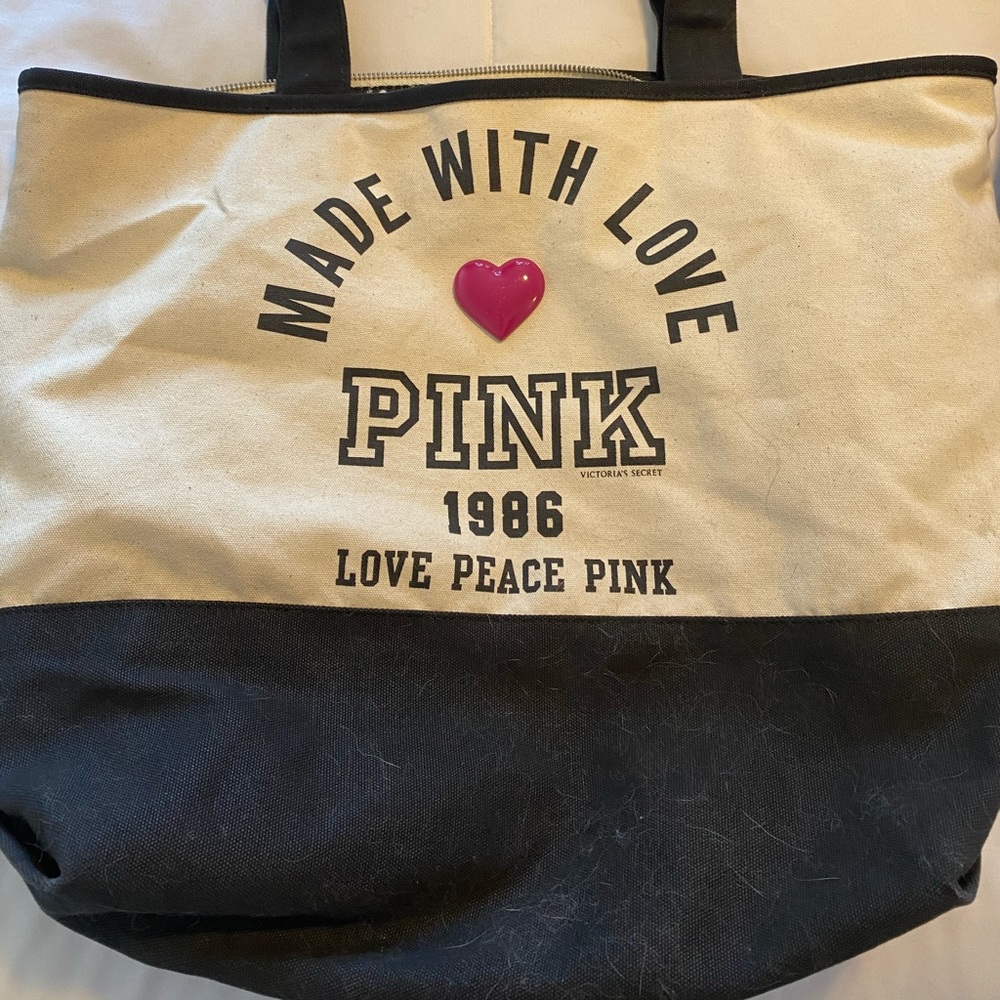 MADE WITH LOVE
PINK
VICTORIA'S SECRET
1986
LOVE PEACE PINK